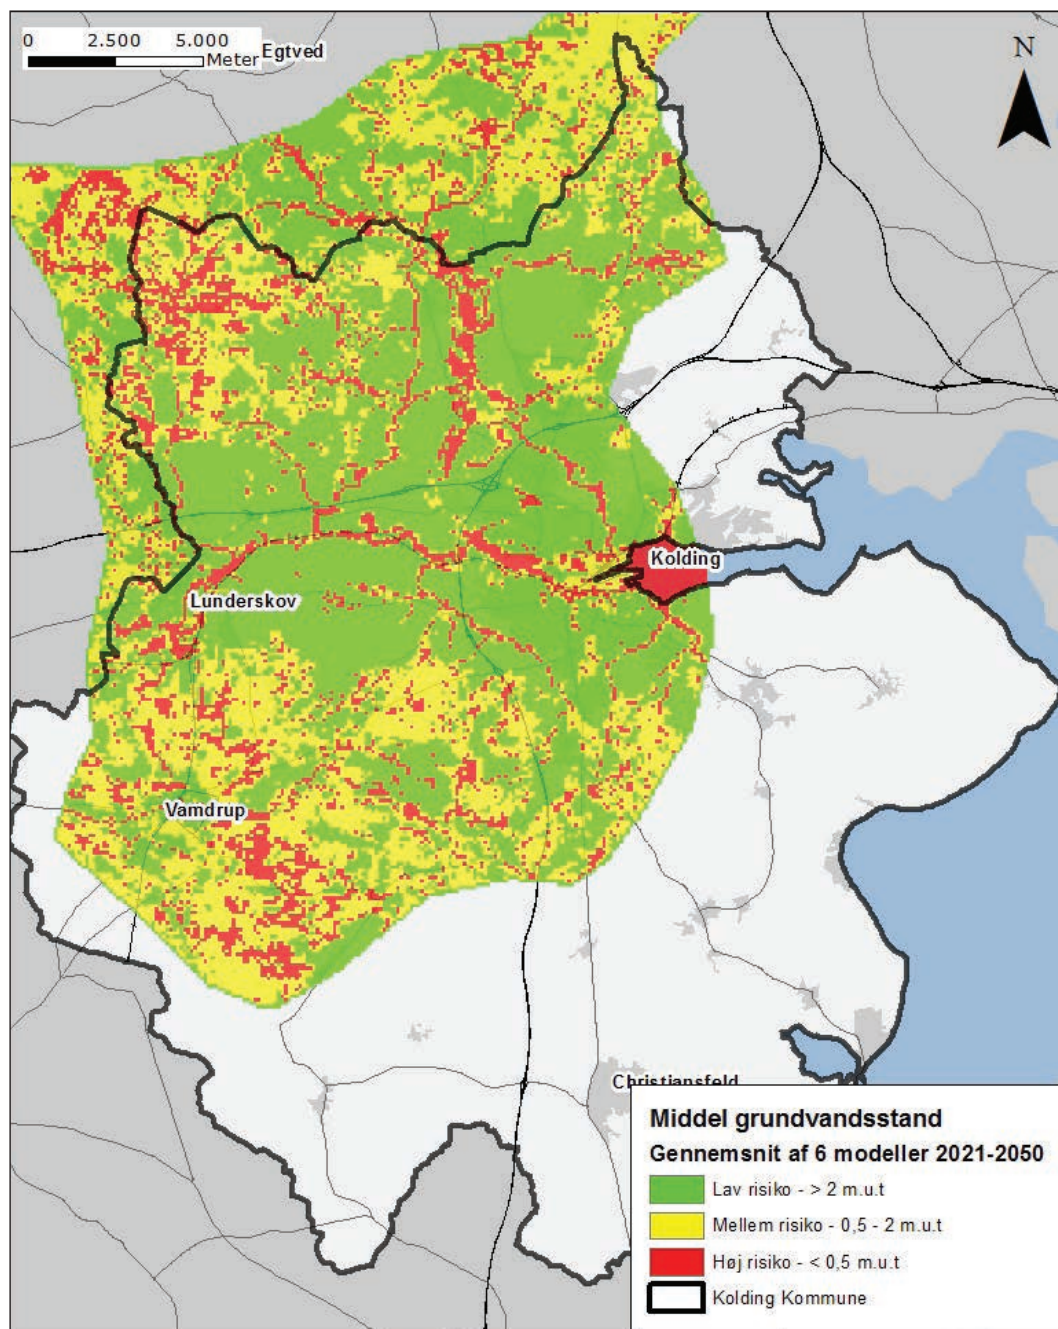 0 2.500 5.000
Meter
Egtved
N
Kolding
Lunderskov
Vamdrup
Christiansfeld
Middel grundvandsstand
Gennemsnit af 6 modeller 2021-2050
Lav risiko - > 2 m.u.t
Mellem risiko - 0,5 - 2 m.u.t
Høj risiko - < 0,5 m.u.t
Kolding Kommune